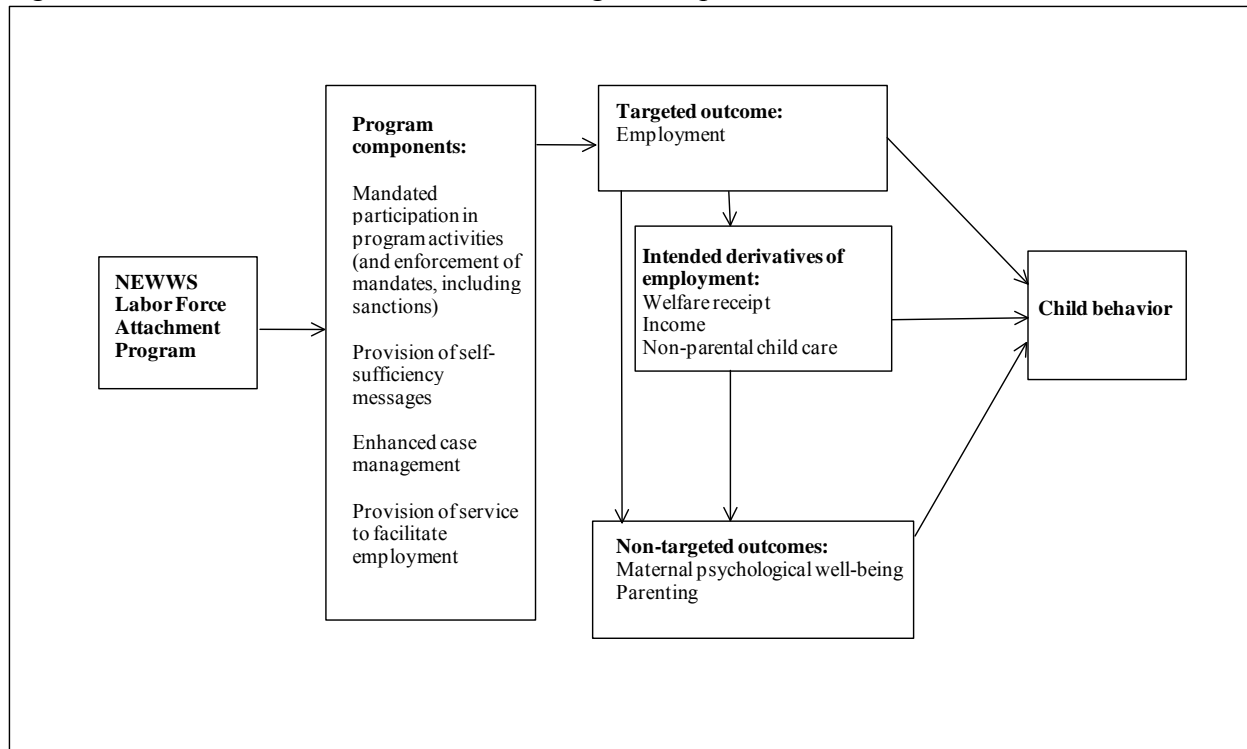 NEWWS
Labor Force
Attachment
Program
Program
components:
Mandated
participation in
program activities
(and enforcement of
mandates, including
sanctions)
Provision of self-
sufficiency
messages
Enhanced case
management
Provision of service
to facilitate
employment
Targeted outcome:
Employment
Intended derivatives of
employment:
Welfare receipt
Income
Non-parental child care
Non-targeted outcomes:
Maternal psychological well-being
Parenting
Child behavior